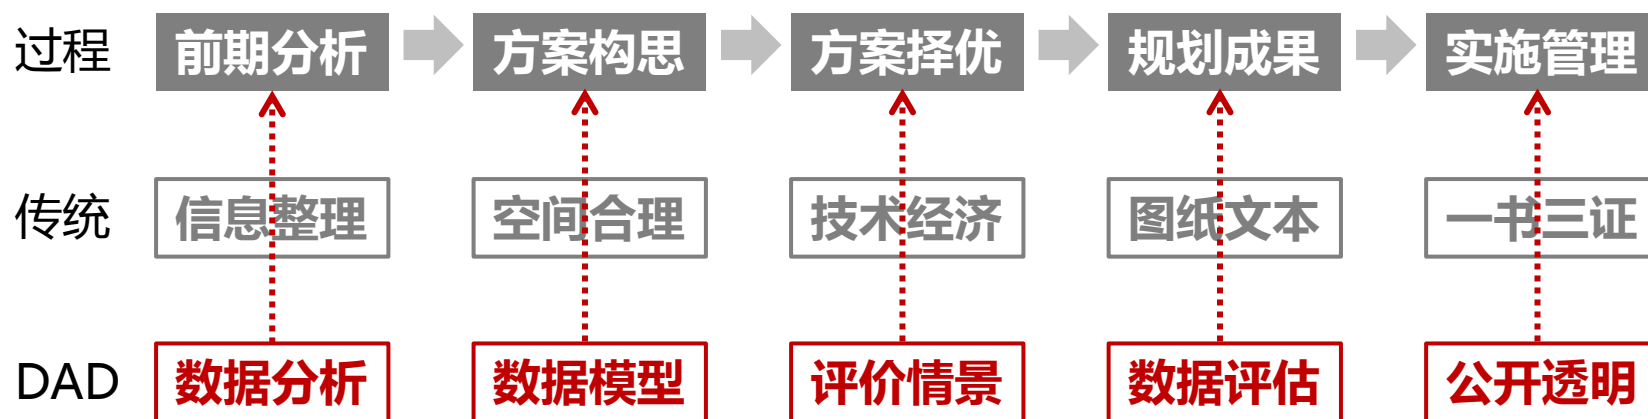 过程 前期分析 方案构思 方案择优 规划成果 实施管理
传统 信息整理 空间合理 技术经济 图纸文本 一书三证
DAD 数据分析 数据模型 评价情景 数据评估 公开透明